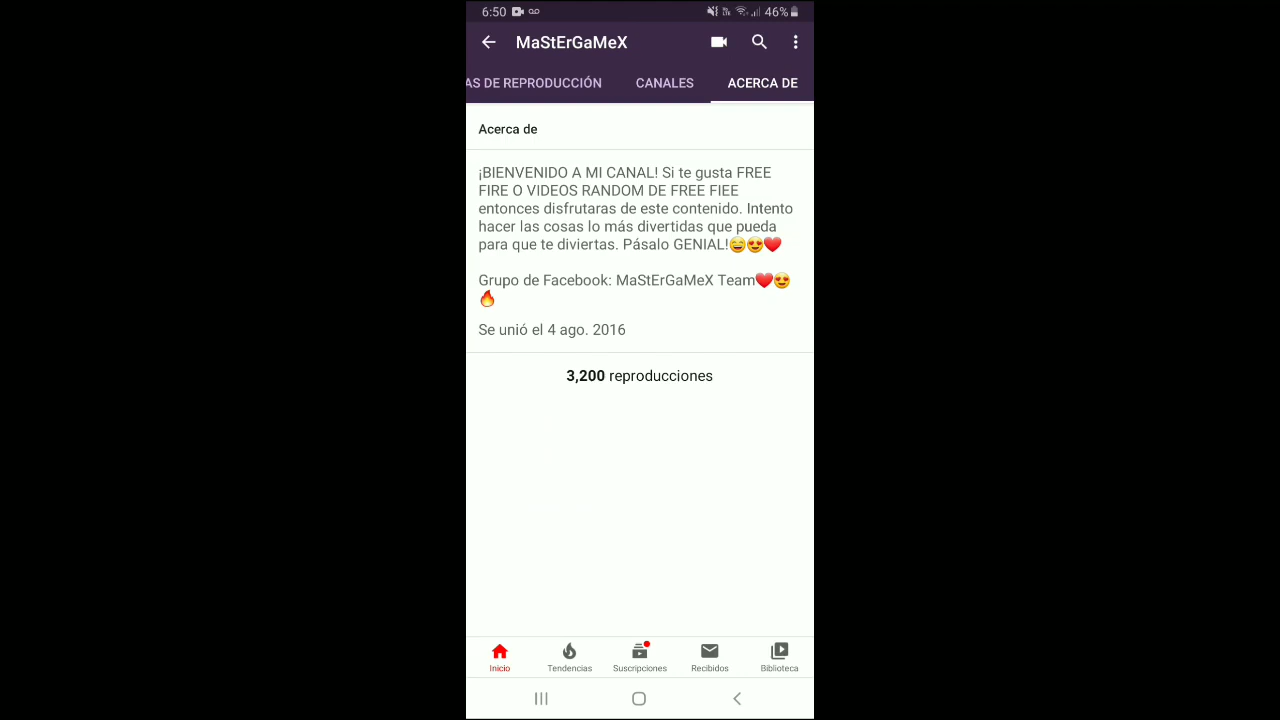 6:50 46%
MaStErGaMeX
AS DE REPRODUCCIÓN CANALES ACERCA DE
Acerca de
¡BIENVENIDO A MI CANAL! Si te gusta FREE
FIRE O VIDEOS RANDOM DE FREE FIEE
entonces disfrutaras de este contenido. Intento
hacer las cosas lo más divertidas que pueda
para que te diviertas. Pásalo GENIAL!😄😍❤️
Grupo de Facebook: MaStErGaMeX Team❤️😍
🔥
Se unió el 4 ago. 2016
3,200 reproducciones
Inicio Tendencias Suscripciones Recibidos Biblioteca